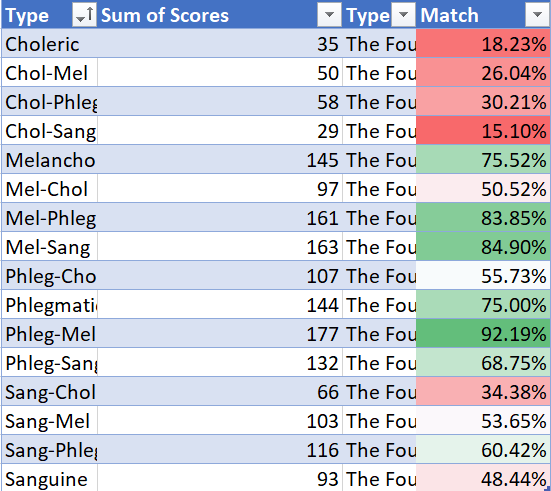 Type Sum of Scores Type Match
Choleric 35 The Fou 18.23%
Chol-Mel 50 The Fou 26.04%
Chol-Phleg 58 The Fou 30.21%
Chol-Sang 29 The Fou 15.10%
Melancho 145 The Fou 75.52%
Mel-Chol 97 The Fou 50.52%
Mel-Phleg 161 The Fou 83.85%
Mel-Sang 163 The Fou 84.90%
Phleg-Cho 107 The Fou 55.73%
Phlegmati 144 The Fou 75.00%
Phleg-Mel 177 The Fou 92.19%
Phleg-Sang 132 The Fou 68.75%
Sang-Chol 66 The Fou 34.38%
Sang-Mel 103 The Fou 53.65%
Sang-Phleg 116 The Fou 60.42%
Sanguine 93 The Fou 48.44%